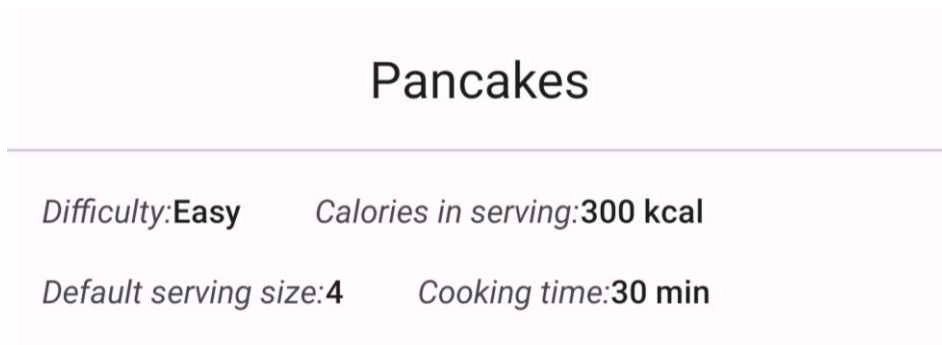 Pancakes
Difficulty:Easy Calories in serving:300 kcal
Default serving size:4 Cooking time:30 min